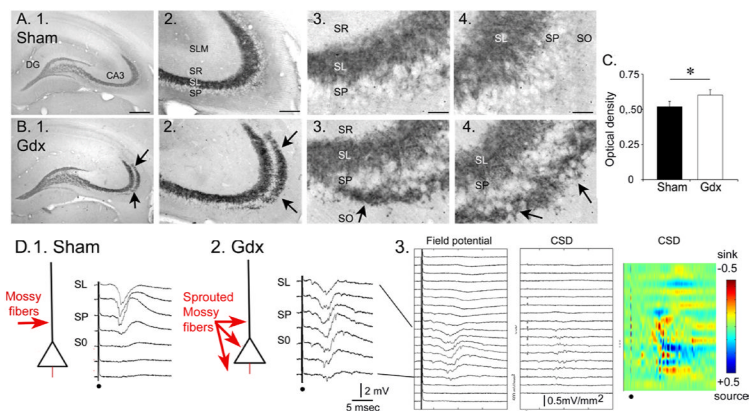 A. 1.
Sham
2.
3.
4.
DG
CA3
SLM
SR
SL
SP
SR
SL
SP
SL
SP
SO
C.
*
0.75
0.50
0.25
0
Optical density
Sham
Gdx
B. 1.
Gdx
2.
3.
4.
SR
SL
SP
SO
SL
SP
D.1. Sham
Mossy
fibers
SL
SP
S0
2. Gdx
Sprouted
Mossy
fibers
SL
SP
S0
2 mV
5 msec
3.
Field potential
CSD
0.5mV/mm2
CSD
-0.5
sink
+0.5
source